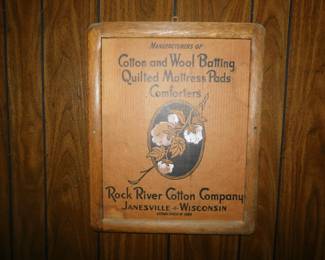 MANUFACTURERS OF
Cotton and Wool Batting
Quilted Mattress Pads
Comforters
Rock River Cotton Company
JANESVILLE WISCONSIN